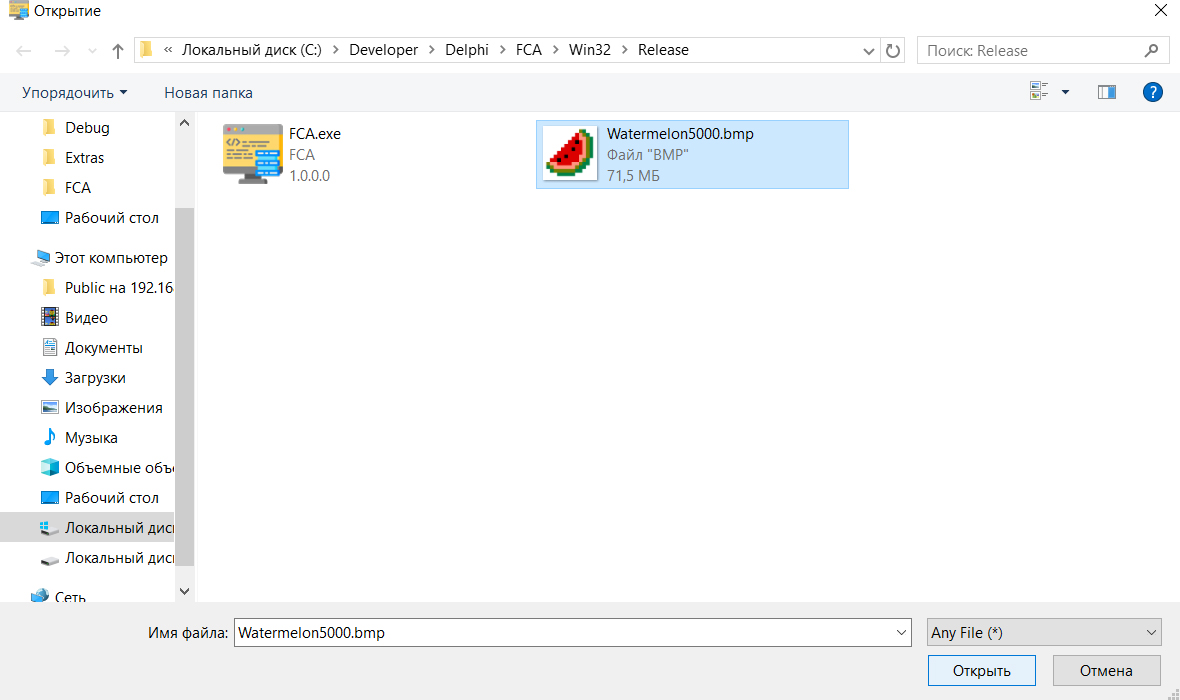 Открытие
« Локальный диск (C:) > Developer > Delphi > FCA > Win32 > Release
Поиск: Release
Упорядочить
Новая папка
?
Debug
Extras
FCA
Рабочий стол
Этот компьютер
Public на 192.16
Видео
Документы
Загрузки
Изображения
Музыка
Объемные объе
Рабочий стол
Локальный дис
Локальный дис
Сеть
FCA.exe
FCA
1.0.0.0
Watermelon5000.bmp
Файл "BMP"
71,5 МБ
Имя файла:
Watermelon5000.bmp
Any File (*)
Открыть
Отмена